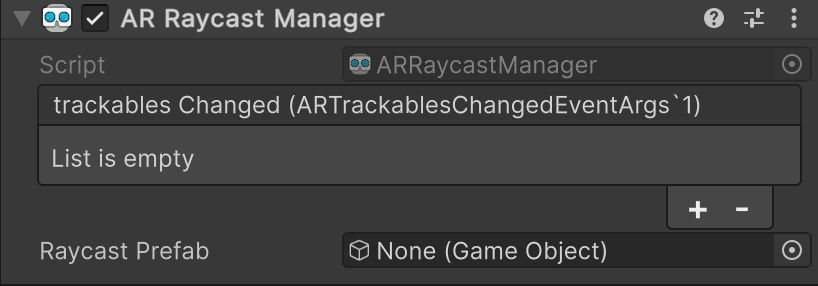 AR Raycast Manager
Script ARRaycastManager
trackables Changed (ARTrackablesChangedEventArgs`1)
List is empty
+ -
Raycast Prefab None (Game Object)